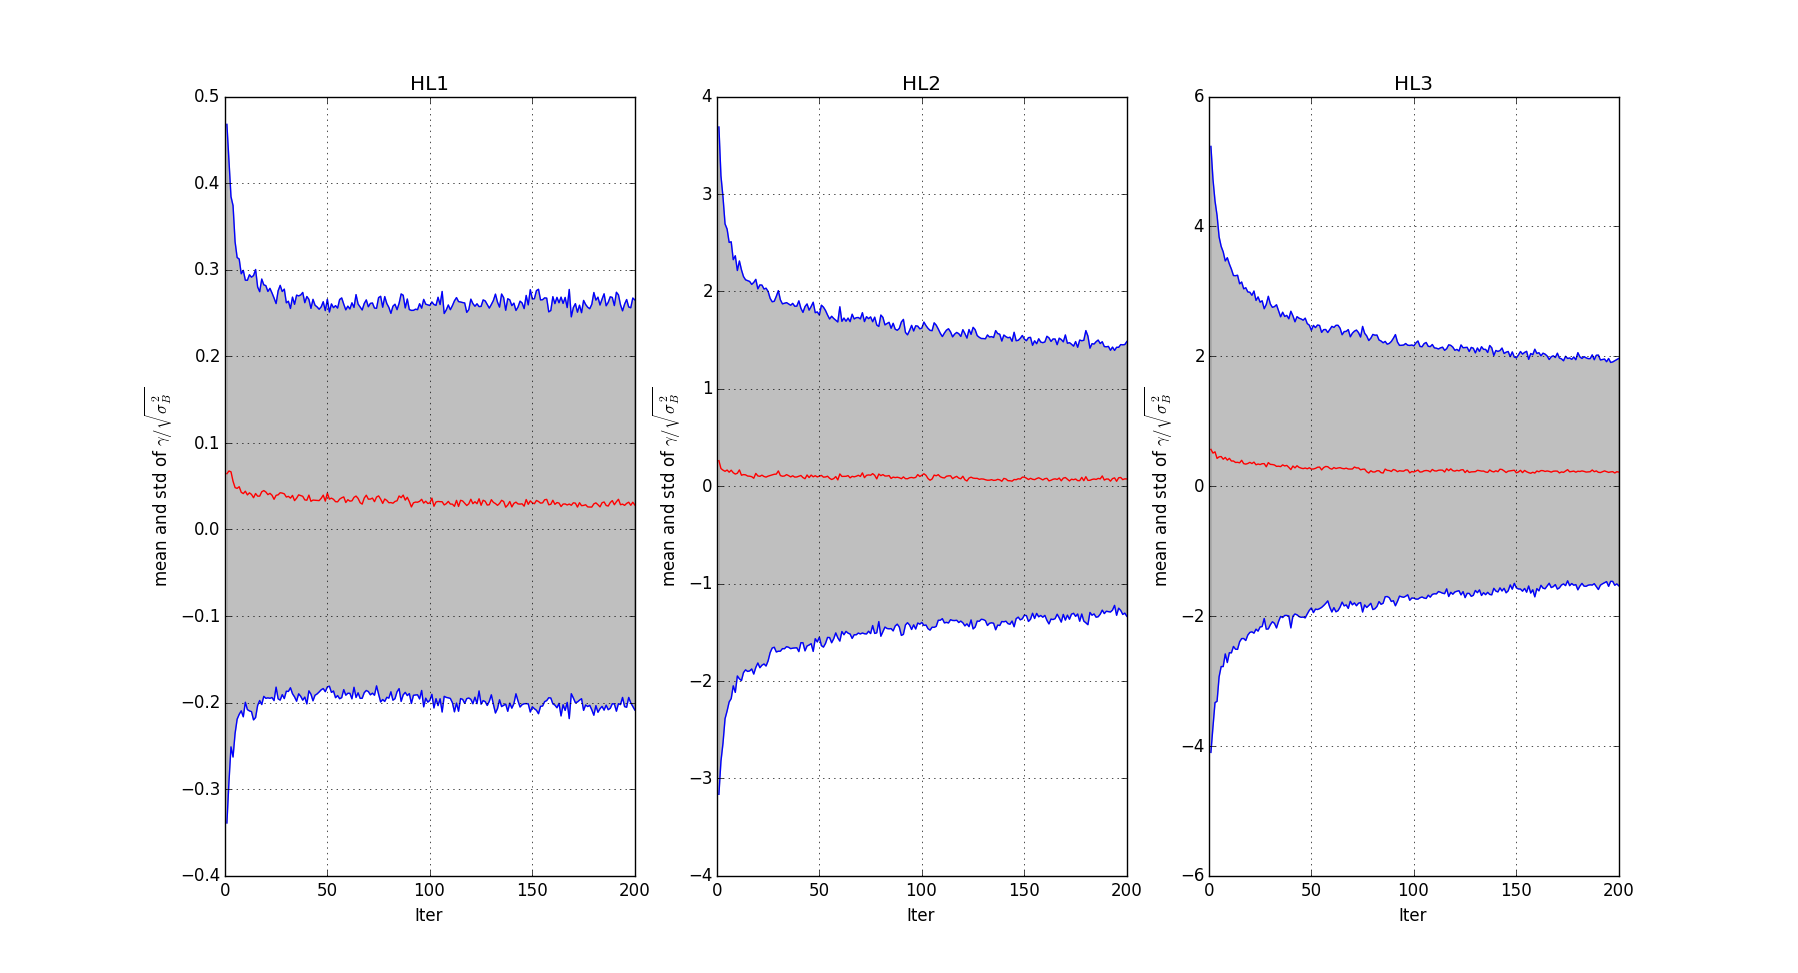 HL1
0.5
0.4
0.3
0.2
0.1
0.0
−0.1
−0.2
−0.3
−0.4
mean and std of γ/√σ²_B
0 50 100 150 200
Iter
HL2
4
3
2
1
0
−1
−2
−3
−4
mean and std of γ/√σ²_B
0 50 100 150 200
Iter
HL3
6
4
2
0
−2
−4
−6
mean and std of γ/√σ²_B
0 50 100 150 200
Iter